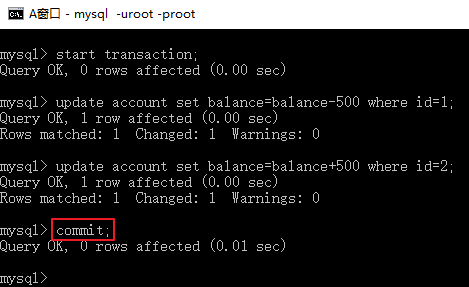 A窗口 - mysql  -uroot -proot
mysql> start transaction;
Query OK, 0 rows affected (0.00 sec)
mysql> update account set balance=balance-500 where id=1;
Query OK, 1 row affected (0.00 sec)
Rows matched: 1  Changed: 1  Warnings: 0
mysql> update account set balance=balance+500 where id=2;
Query OK, 1 row affected (0.00 sec)
Rows matched: 1  Changed: 1  Warnings: 0
mysql> commit;
Query OK, 0 rows affected (0.01 sec)
mysql>